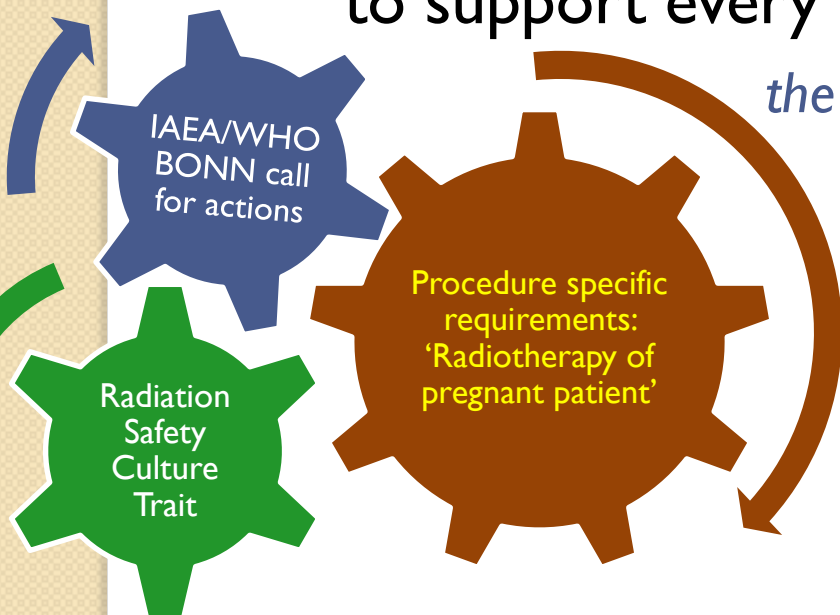 to support every
the
IAEA/WHO
BONN call
for actions
Procedure specific
requirements:
‘Radiotherapy of
pregnant patient’
Radiation
Safety
Culture
Trait